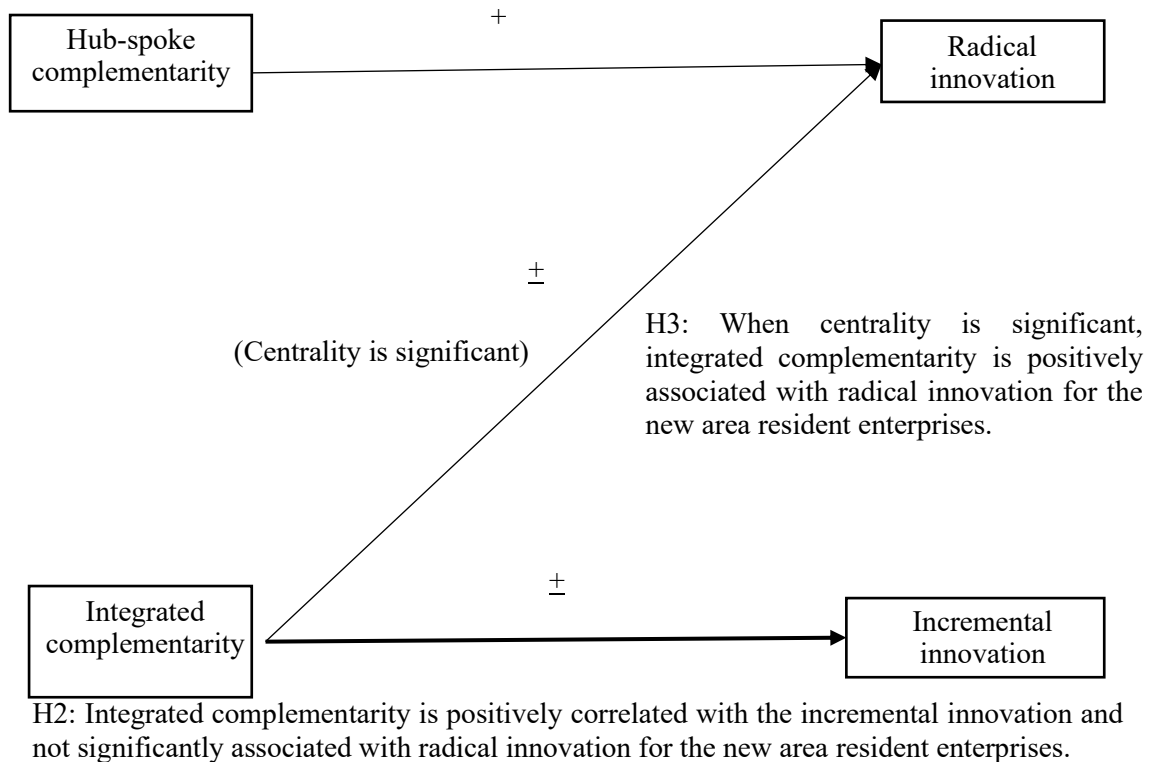 +
Hub-spoke
complementarity
Radical
innovation
±
(Centrality is significant)
H3: When centrality is significant,
integrated complementarity is positively
associated with radical innovation for the
new area resident enterprises.
±
Integrated
complementarity
Incremental
innovation
H2: Integrated complementarity is positively correlated with the incremental innovation and
not significantly associated with radical innovation for the new area resident enterprises.